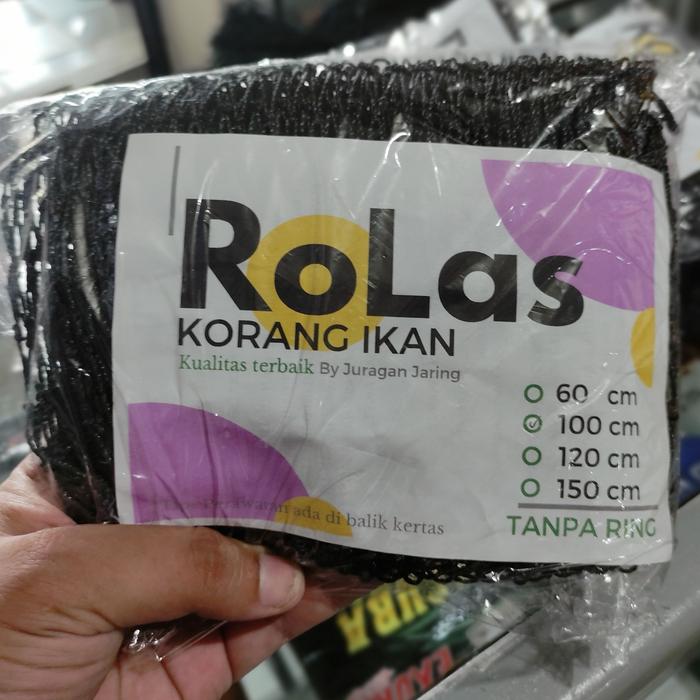 RoLas
KORANG IKAN
Kualitas terbaik By Juragan Jaring
60 cm
100 cm
120 cm
150 cm
TANPA RING
Perawatan ada di balik kertas